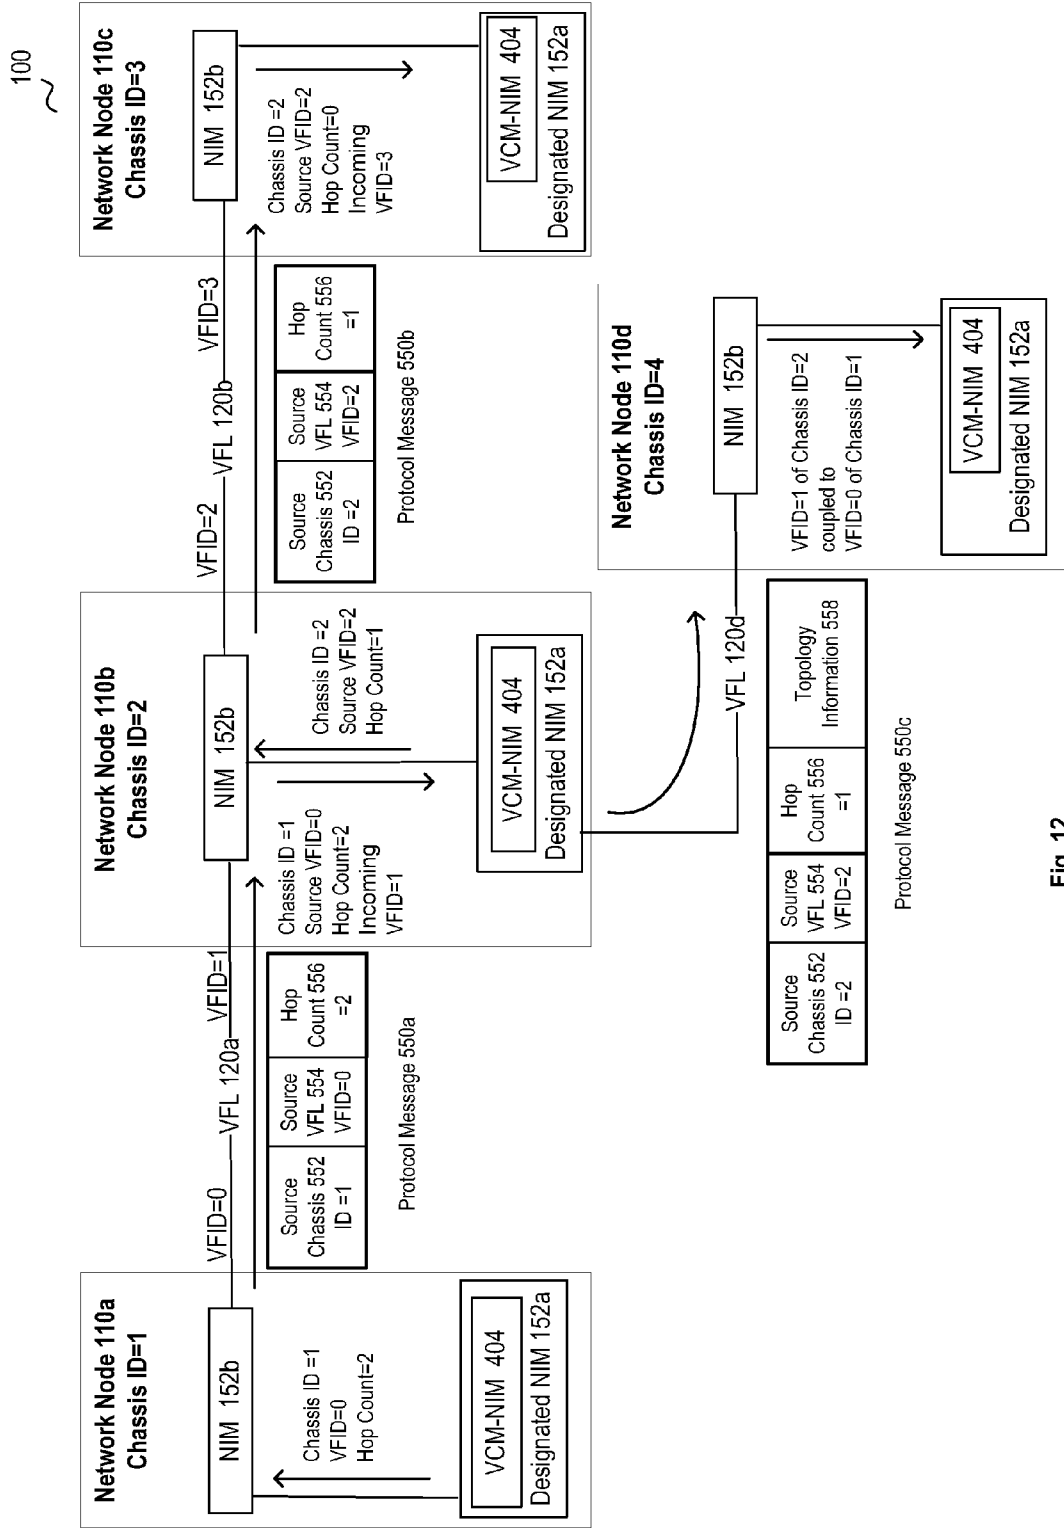 100
Network Node 110a
Chassis ID=1
NIM 152b
Chassis ID =1
VFID=0
Hop Count=2
VCM-NIM 404
Designated NIM 152a
VFID=0
VFL 120a
VFID=1
Source
Chassis 552
ID =1
Source
VFL 554
VFID=0
Hop
Count 556
=2
Protocol Message 550a
Network Node 110b
Chassis ID=2
NIM 152b
Chassis ID =1
Source VFID=0
Hop Count=2
Incoming
VFID=1
Chassis ID =2
Source VFID=2
Hop Count=1
VCM-NIM 404
Designated NIM 152a
VFID=2
VFL 120b
VFID=3
Source
Chassis 552
ID =2
Source
VFL 554
VFID=2
Hop
Count 556
=1
Protocol Message 550b
Network Node 110c
Chassis ID=3
NIM 152b
Chassis ID =2
Source VFID=2
Hop Count=0
Incoming
VFID=3
VCM-NIM 404
Designated NIM 152a
VFL 120d
Source
Chassis 552
ID =2
Source
VFL 554
VFID=2
Hop
Count 556
=1
Topology
Information 558
Protocol Message 550c
Network Node 110d
Chassis ID=4
NIM 152b
VFID=1 of Chassis ID=2
coupled to
VFID=0 of Chassis ID=1
VCM-NIM 404
Designated NIM 152a
Fig. 12